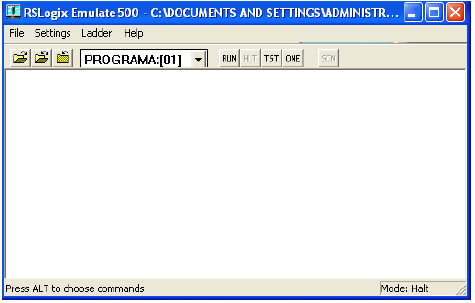 RSLogix Emulate 500 - C:\DOCUMENTS AND SETTINGS\ADMINISTR...
File Settings Ladder Help
PROGRAMA:[01] RUN HLT TST ONE SCN
Press ALT to choose commands Mode: Halt